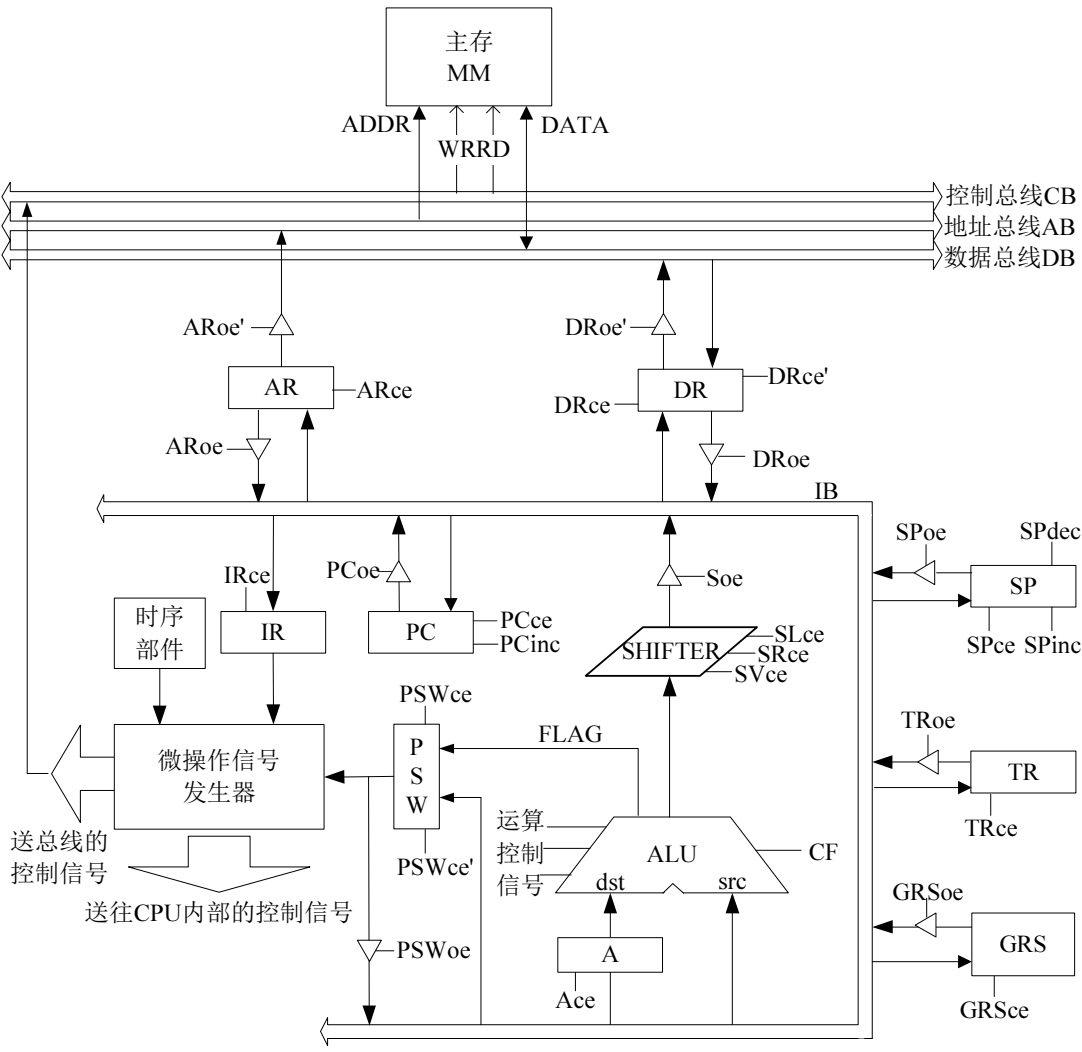 主存
MM
ADDR
WRRD
DATA
控制总线CB
地址总线AB
数据总线DB
ARoe'
DRoe'
AR
ARce
DR
DRce'
DRce
ARoe
DRoe
IB
SPoe
SPdec
IRce
PCoe
Soe
SP
时序
部件
IR
PC
PCce
PCinc
SHIFTER
SLce
SRce
SVce
SPce
SPinc
PSWce
TRoe
微操作信号
发生器
P
S
W
FLAG
TR
TRce
送总线的
控制信号
PSWce'
运算
控制
信号
ALU
CF
dst
src
送往CPU内部的控制信号
GRSoe
PSWoe
A
GRS
Ace
GRSce